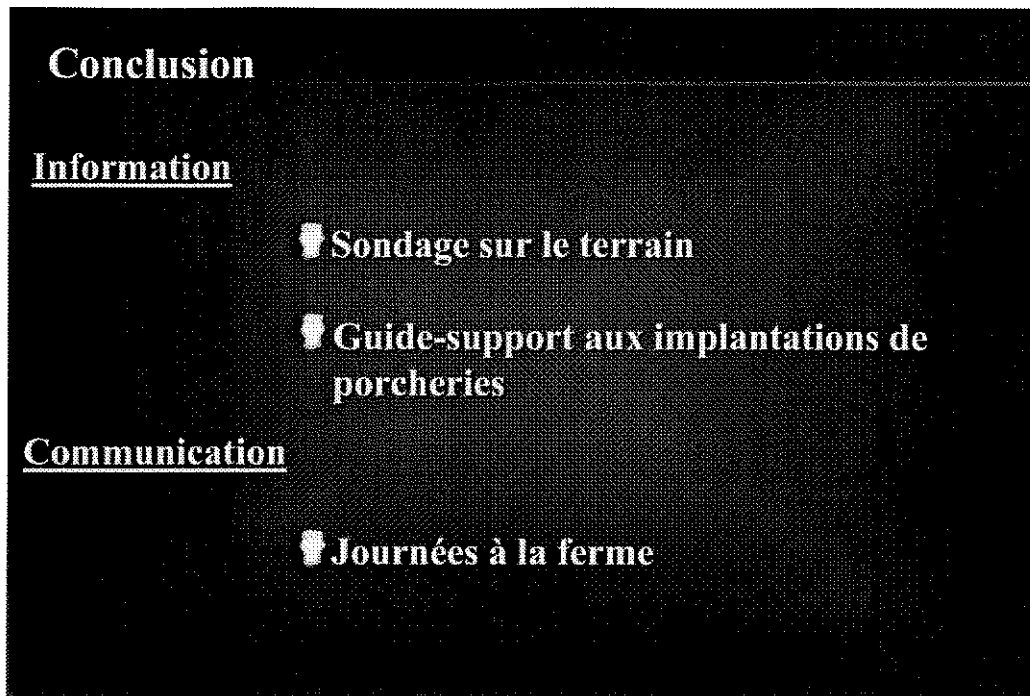 Conclusion
Information
Sondage sur le terrain
Guide-support aux implantations de
porcheries
Communication
Journées à la ferme